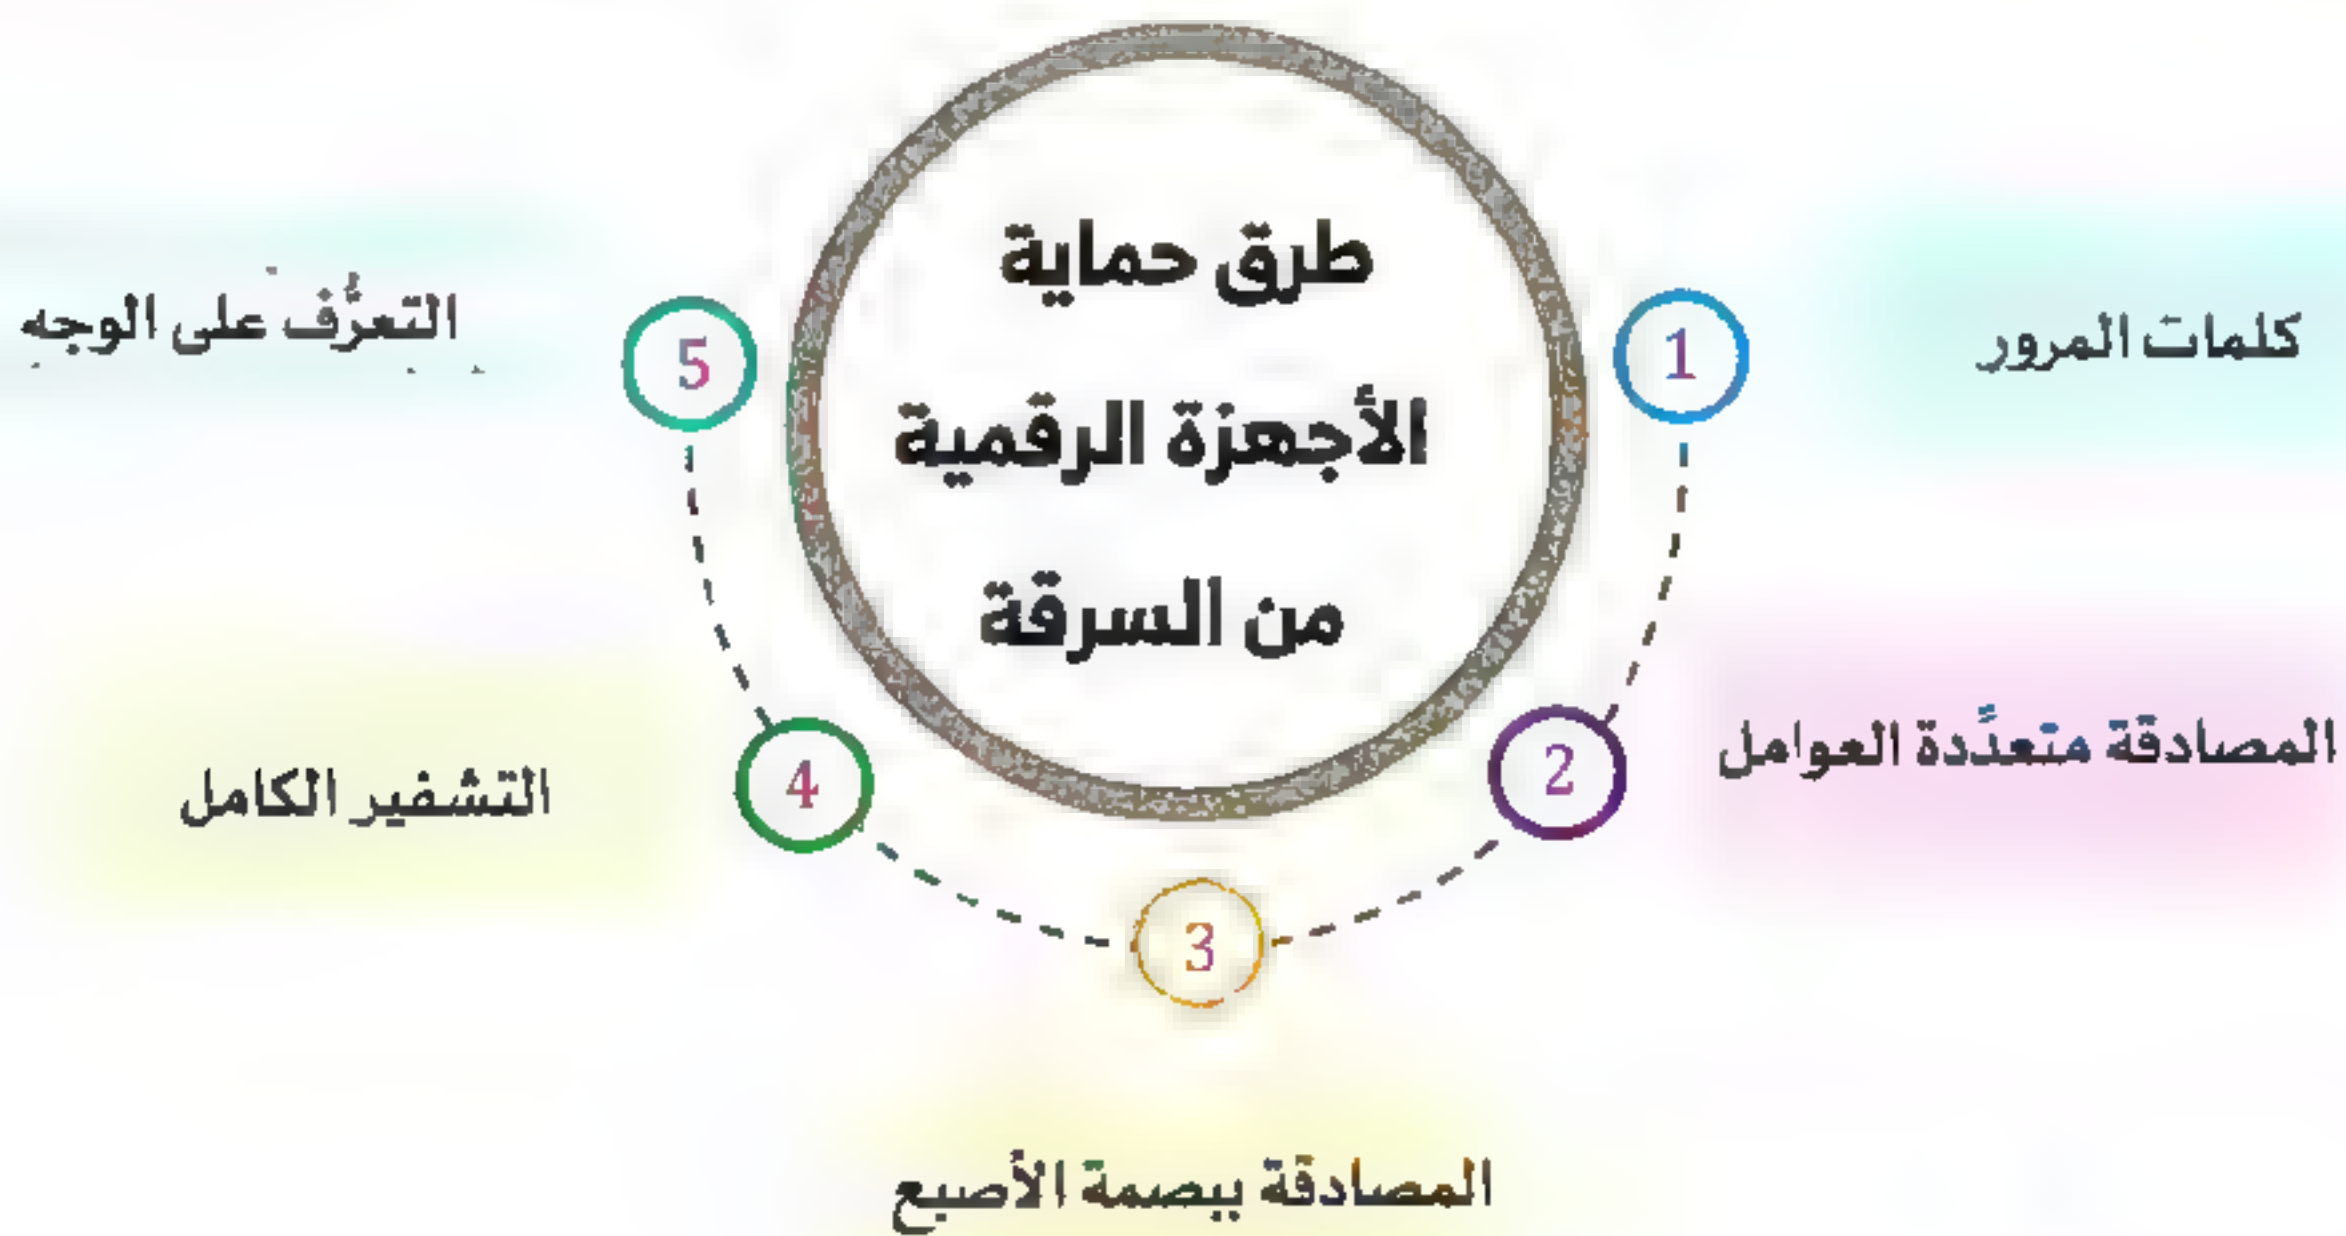 طرق حماية
الأجهزة الرقمية
من السرقة
1
كلمات المرور
2
المصادقة متعدَّدة العوامل
3
المصادقة ببصمة الأصبع
4
التشفير الكامل
5
التعرُّف على الوجه